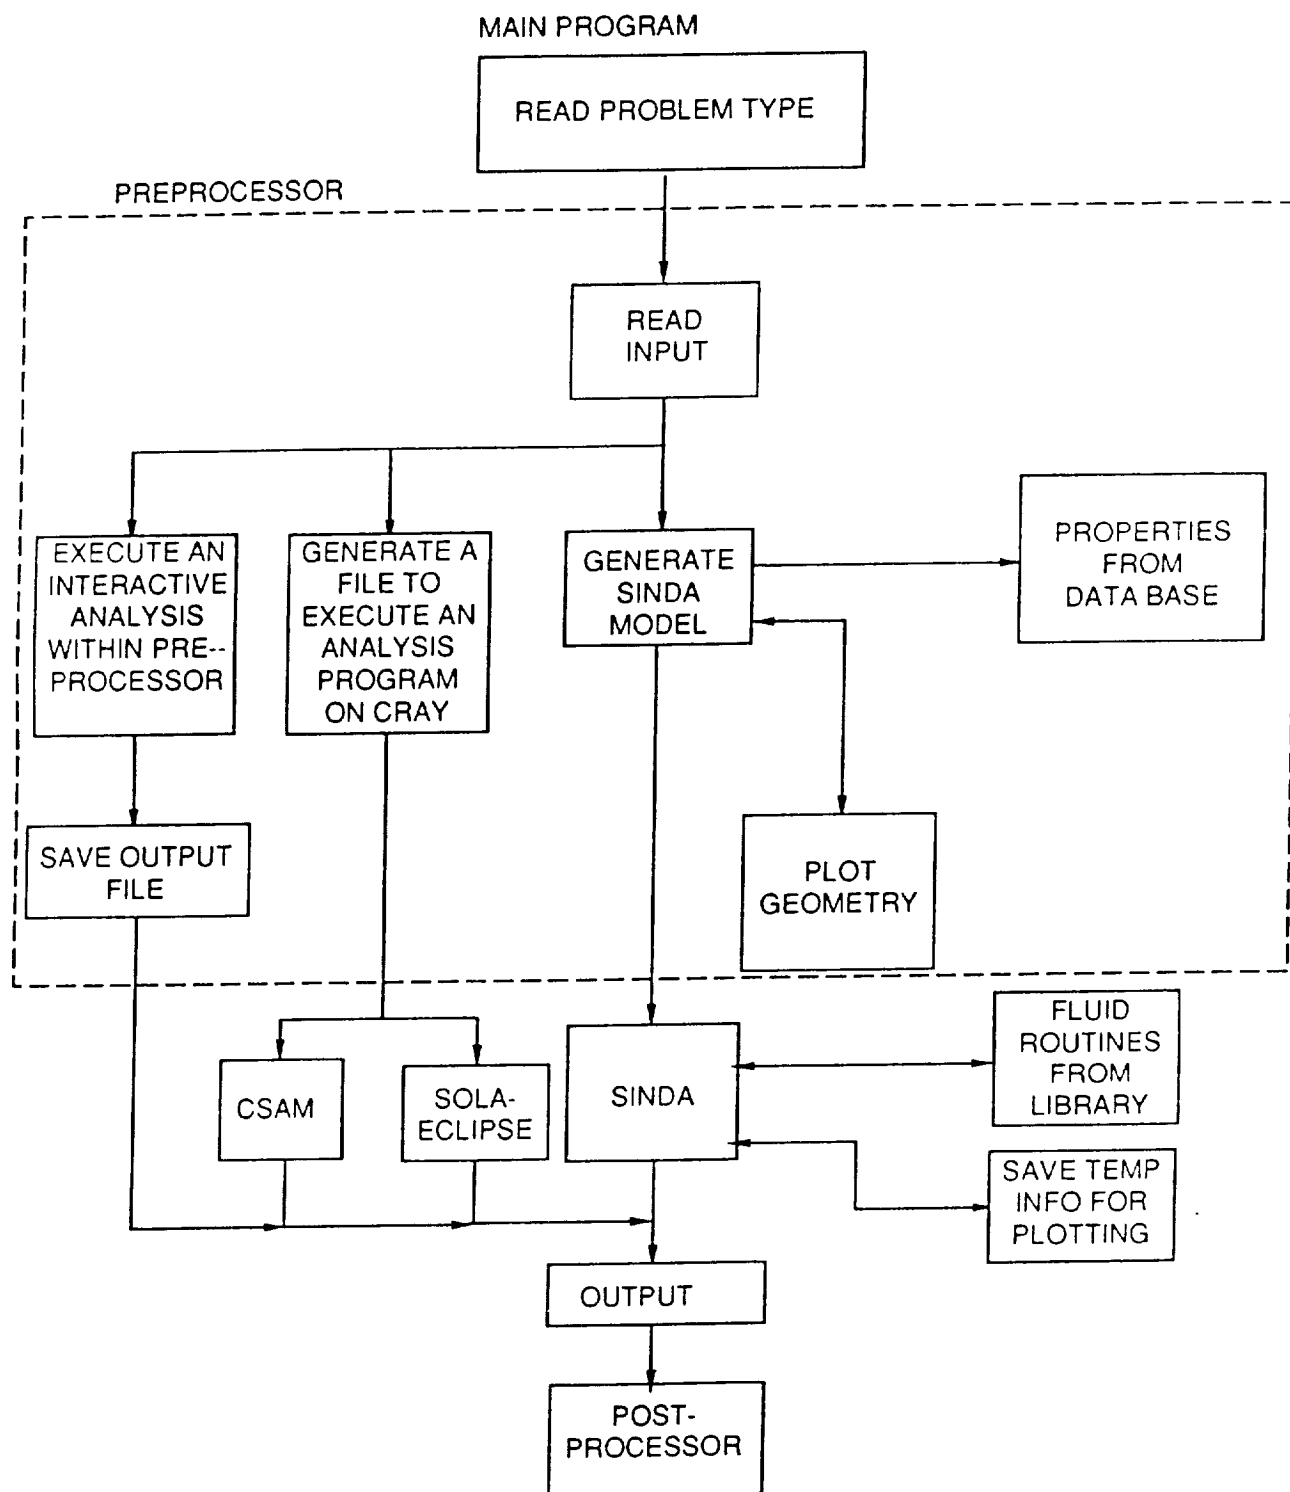 MAIN PROGRAM
READ PROBLEM TYPE
PREPROCESSOR
READ
INPUT
EXECUTE AN
INTERACTIVE
ANALYSIS
WITHIN PRE--
PROCESSOR
GENERATE A
FILE TO
EXECUTE AN
ANALYSIS
PROGRAM
ON CRAY
GENERATE
SINDA
MODEL
PROPERTIES
FROM
DATA BASE
SAVE OUTPUT
FILE
PLOT
GEOMETRY
CSAM
SOLA-
ECLIPSE
SINDA
FLUID
ROUTINES
FROM
LIBRARY
SAVE TEMP
INFO FOR
PLOTTING
OUTPUT
POST-
PROCESSOR